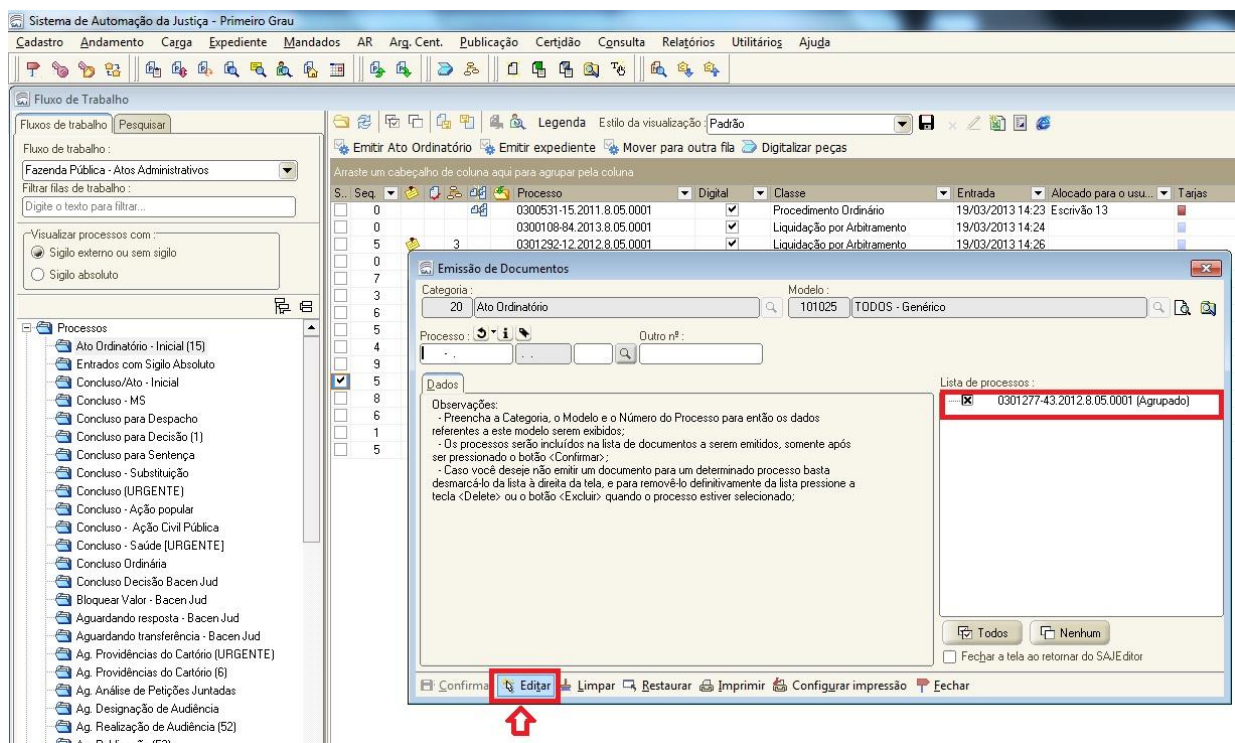 Sistema de Automação da Justiça - Primeiro Grau
Cadastro Andamento Carga Expediente Mandados AR Arq. Cent. Publicação Certidão Consulta Relatórios Utilitários Ajuda
Fluxo de Trabalho
Fluxos de trabalho Pesquisar
Fluxo de trabalho :
Fazenda Pública - Atos Administrativos
Filtrar filas de trabalho :
Digite o texto para filtrar...
Visualizar processos com :
Sigilo externo ou sem sigilo
Sigilo absoluto
Processos
Ato Ordinatório - Inicial (15)
Entrados com Sigilo Absoluto
Concluso/Ato - Inicial
Concluso - MS
Concluso para Despacho
Concluso para Decisão (1)
Concluso para Sentença
Concluso - Substituição
Concluso (URGENTE)
Concluso - Ação popular
Concluso - Ação Civil Pública
Concluso - Saúde [URGENTE]
Concluso Ordinária
Concluso Decisão Bacen Jud
Bloquear Valor - Bacen Jud
Aguardando resposta - Bacen Jud
Aguardando transferência - Bacen Jud
Ag. Providências do Cartório (URGENTE)
Ag. Providências do Cartório (6)
Ag. Análise de Petições Juntadas
Ag. Designação de Audiência
Ag. Realização de Audiência (52)
Legenda Estilo da visualização : Padrão
Emitir Ato Ordinatório Emitir expediente Mover para outra fila Digitalizar peças
Arraste um cabeçalho de coluna aqui para agrupar pela coluna
S.. Seq. Processo Digital Classe Entrada Alocado para o usu... Tarjas
0 0300531-15.2011.8.05.0001 Procedimento Ordinário 19/03/2013 14:23 Escrivão 13
0 0300108-84.2013.8.05.0001 Liquidação por Arbitramento 19/03/2013 14:24
5 3 0301292-12.2012.8.05.0001 Liquidação por Arbitramento 19/03/2013 14:26
0
7
3
6
5
4
9
5
8
6
1
5
Emissão de Documentos
Categoria : Modelo :
20 Ato Ordinatório 101025 TODOS - Genérico
Processo : Outro nº :
- . . .
Dados
Observações:
- Preencha a Categoria, o Modelo e o Número do Processo para então os dados
referentes a este modelo serem exibidos;
- Os processos serão incluídos na lista de documentos a serem emitidos, somente após
ser pressionado o botão <Confirmar>;
- Caso você deseje não emitir um documento para um determinado processo basta
desmarcá-lo da lista à direita da tela, e para removê-lo definitivamente da lista pressione a
tecla <Delete> ou o botão <Excluir> quando o processo estiver selecionado;
Lista de processos :
0301277-43.2012.8.05.0001 (Agrupado)
Todos Nenhum
Fechar a tela ao retornar do SAJEditor
Confirma Editar Limpar Restaurar Imprimir Configurar impressão Fechar